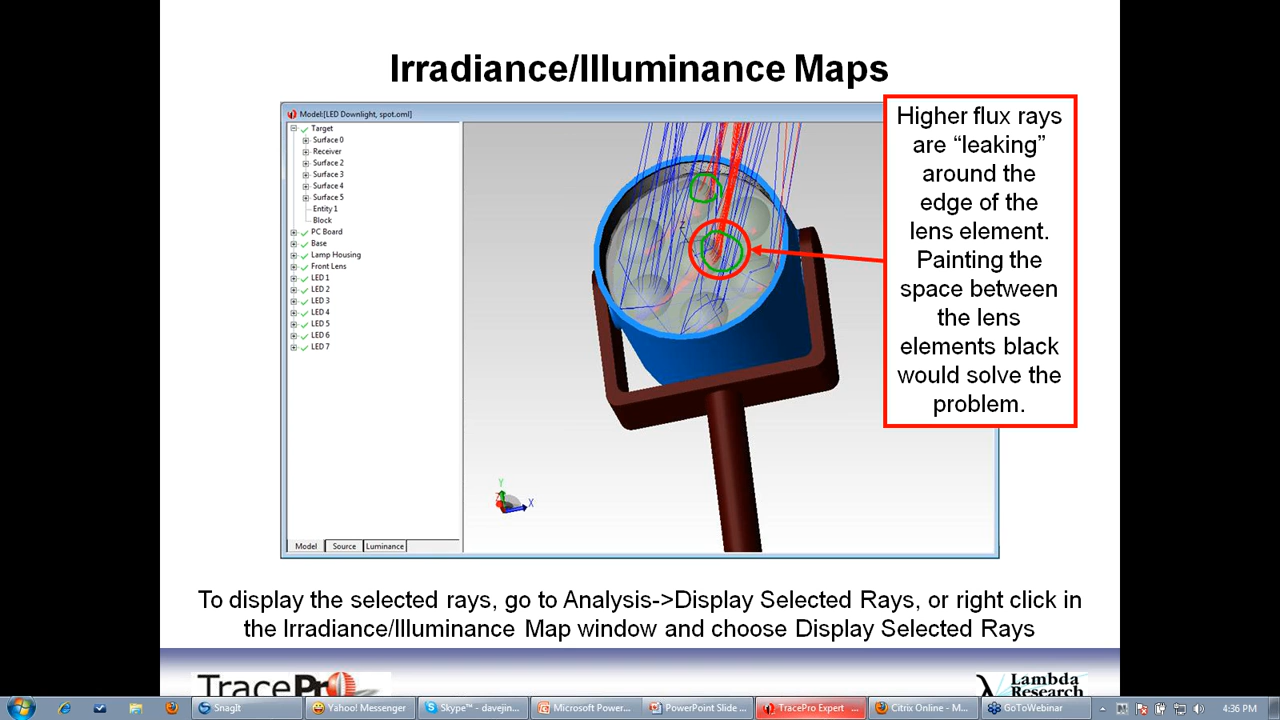 Irradiance/Illuminance Maps
Model:[LED Downlight, spot.oml]
Target
Surface 0
Receiver
Surface 2
Surface 3
Surface 4
Surface 5
Entity 1
Block
PC Board
Base
Lamp Housing
Front Lens
LED 1
LED 2
LED 3
LED 4
LED 5
LED 6
LED 7
Model
Source
Luminance
Z
Y
X
Higher flux rays
are “leaking”
around the
edge of the
lens element.
Painting the
space between
the lens
elements black
would solve the
problem.
To display the selected rays, go to Analysis->Display Selected Rays, or right click in
the Irradiance/Illuminance Map window and choose Display Selected Rays
TracePro
Lambda
Research
SnagIt
Yahoo! Messenger
Skype™ - davejin...
Microsoft Power...
PowerPoint Slide ...
TracePro Expert ...
Citrix Online - M...
GoToWebinar
4:36 PM